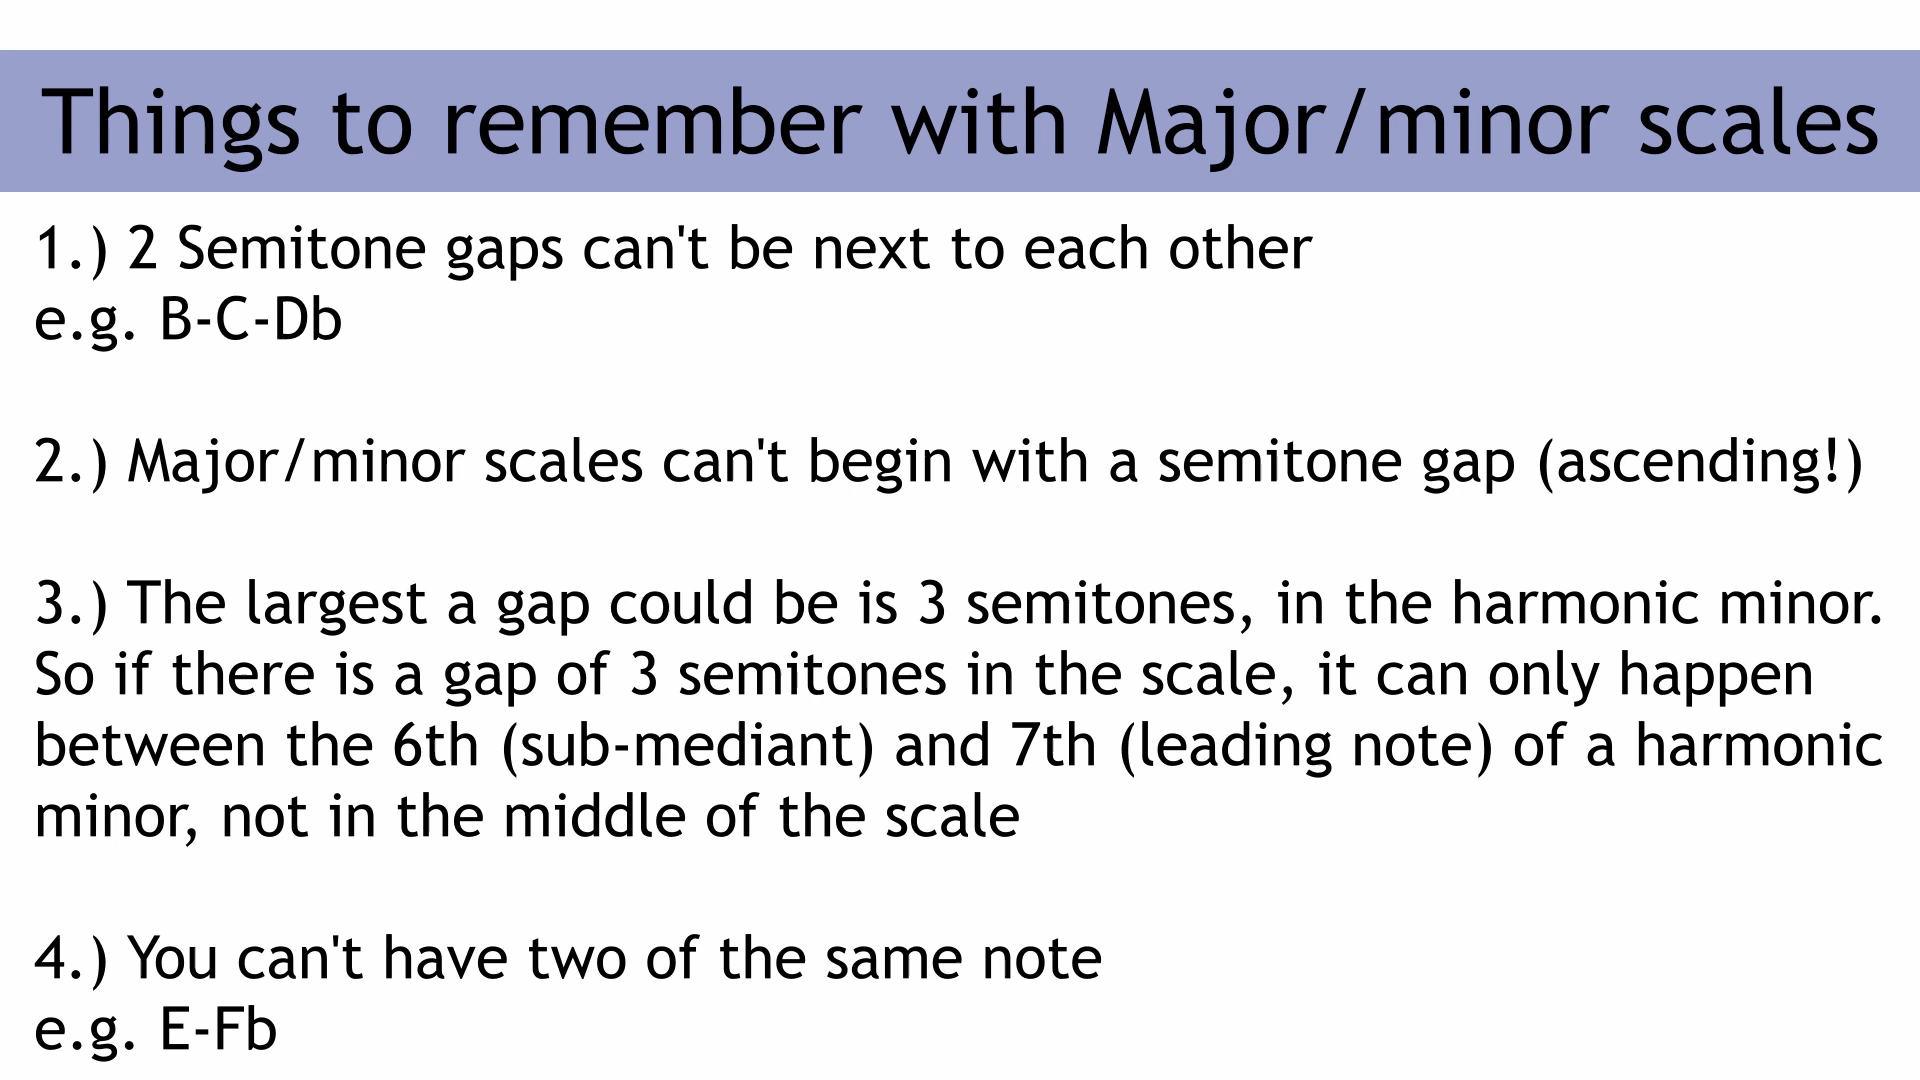 Things to remember with Major/minor scales
1.) 2 Semitone gaps can't be next to each other
e.g. B-C-Db
2.) Major/minor scales can't begin with a semitone gap (ascending!)
3.) The largest a gap could be is 3 semitones, in the harmonic minor.
So if there is a gap of 3 semitones in the scale, it can only happen
between the 6th (sub-mediant) and 7th (leading note) of a harmonic
minor, not in the middle of the scale
4.) You can't have two of the same note
e.g. E-Fb